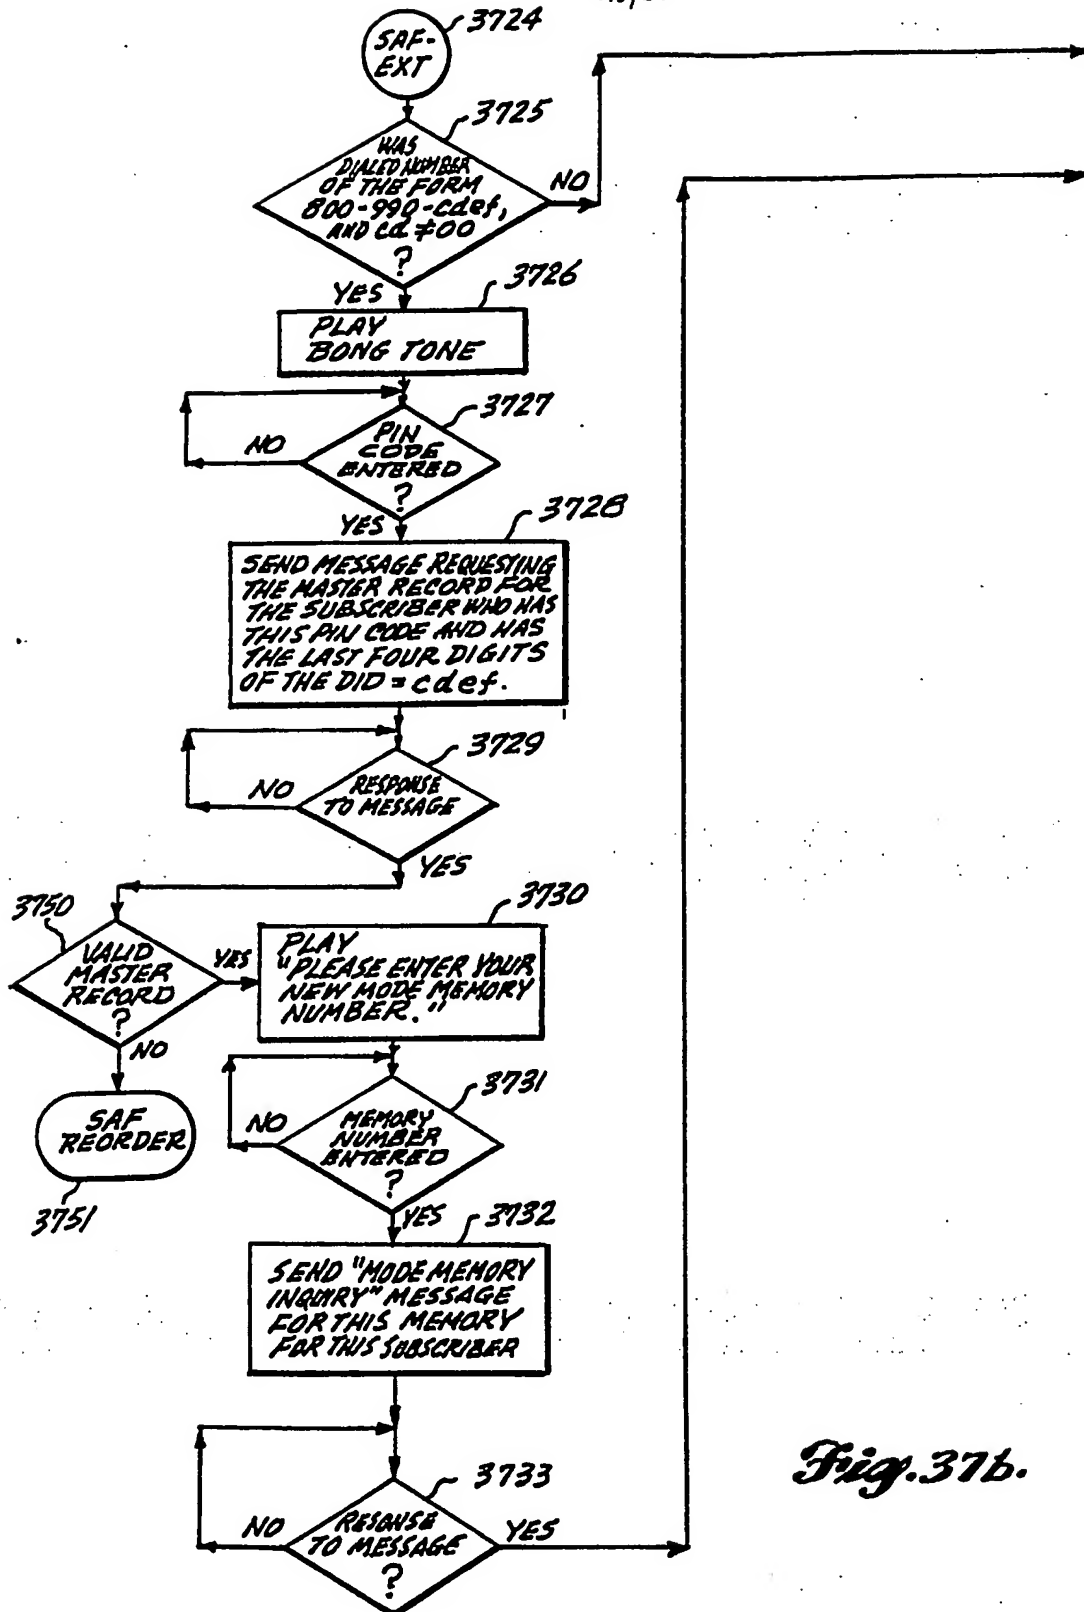 3724
SAF-
EXT
3725
WAS
DIALED NUMBER
OF THE FORM
800-990-cdef,
AND cd ≠ 00
?
NO
YES
3726
PLAY
BONG TONE
3727
PIN
CODE
ENTERED
?
NO
YES
3728
SEND MESSAGE REQUESTING
THE MASTER RECORD FOR
THE SUBSCRIBER WHO HAS
THIS PIN CODE AND HAS
THE LAST FOUR DIGITS
OF THE DID = cdef.
3729
RESPONSE
TO MESSAGE
NO
YES
3750
VALID
MASTER
RECORD
?
YES
NO
SAF
REORDER
3751
3730
PLAY
"PLEASE ENTER YOUR
NEW MODE MEMORY
NUMBER."
3731
MEMORY
NUMBER
ENTERED
?
NO
YES
3732
SEND "MODE MEMORY
INQUIRY" MESSAGE
FOR THIS MEMORY
FOR THIS SUBSCRIBER
3733
RESONSE
TO MESSAGE
?
NO
YES
Fig. 37b.